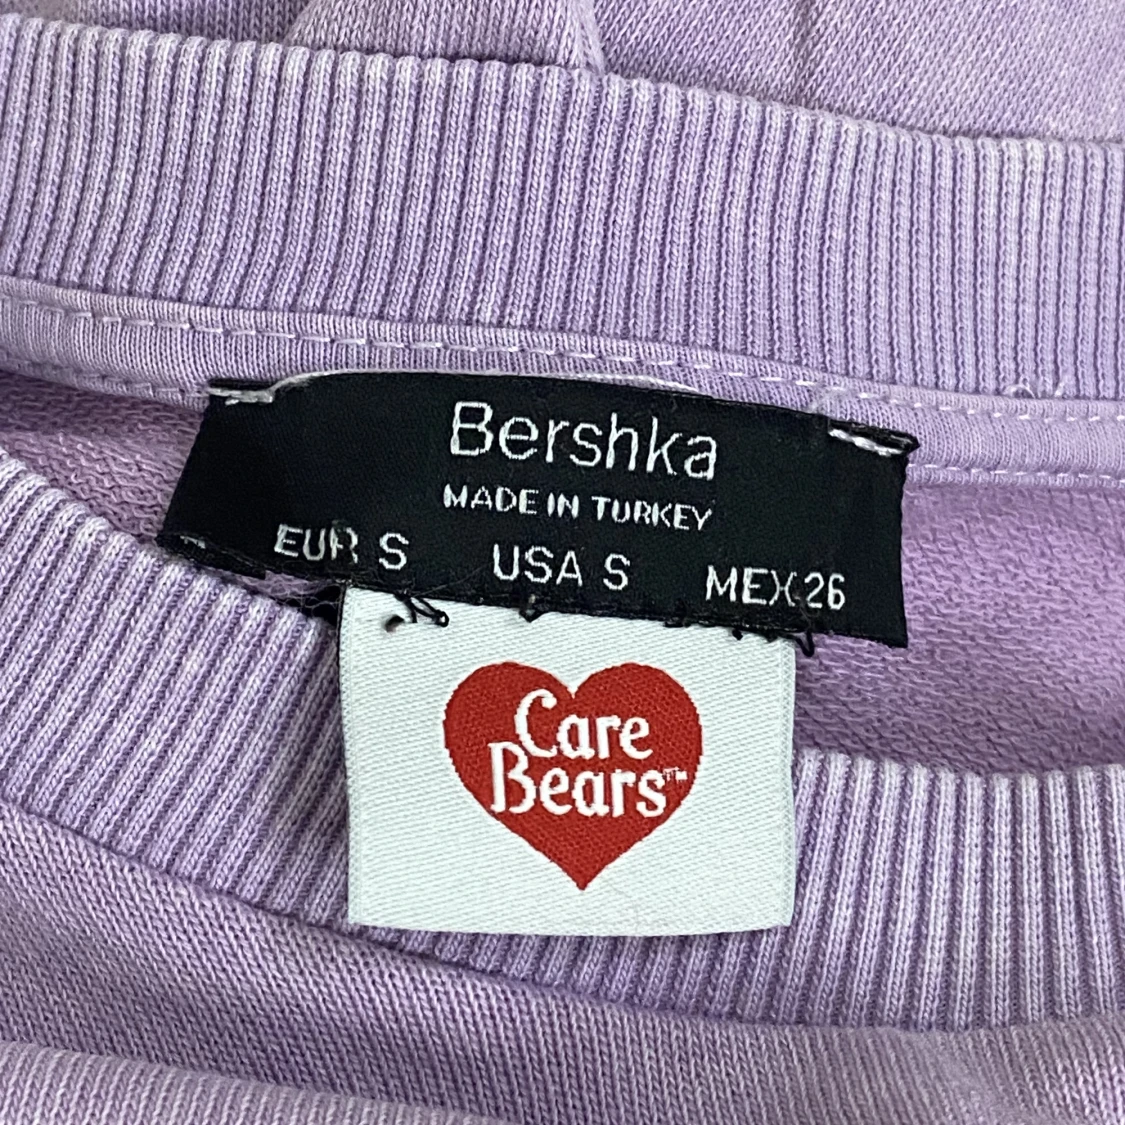 Bershka
MADE IN TURKEY
EUR S USA S MEX 26
Care
Bears™